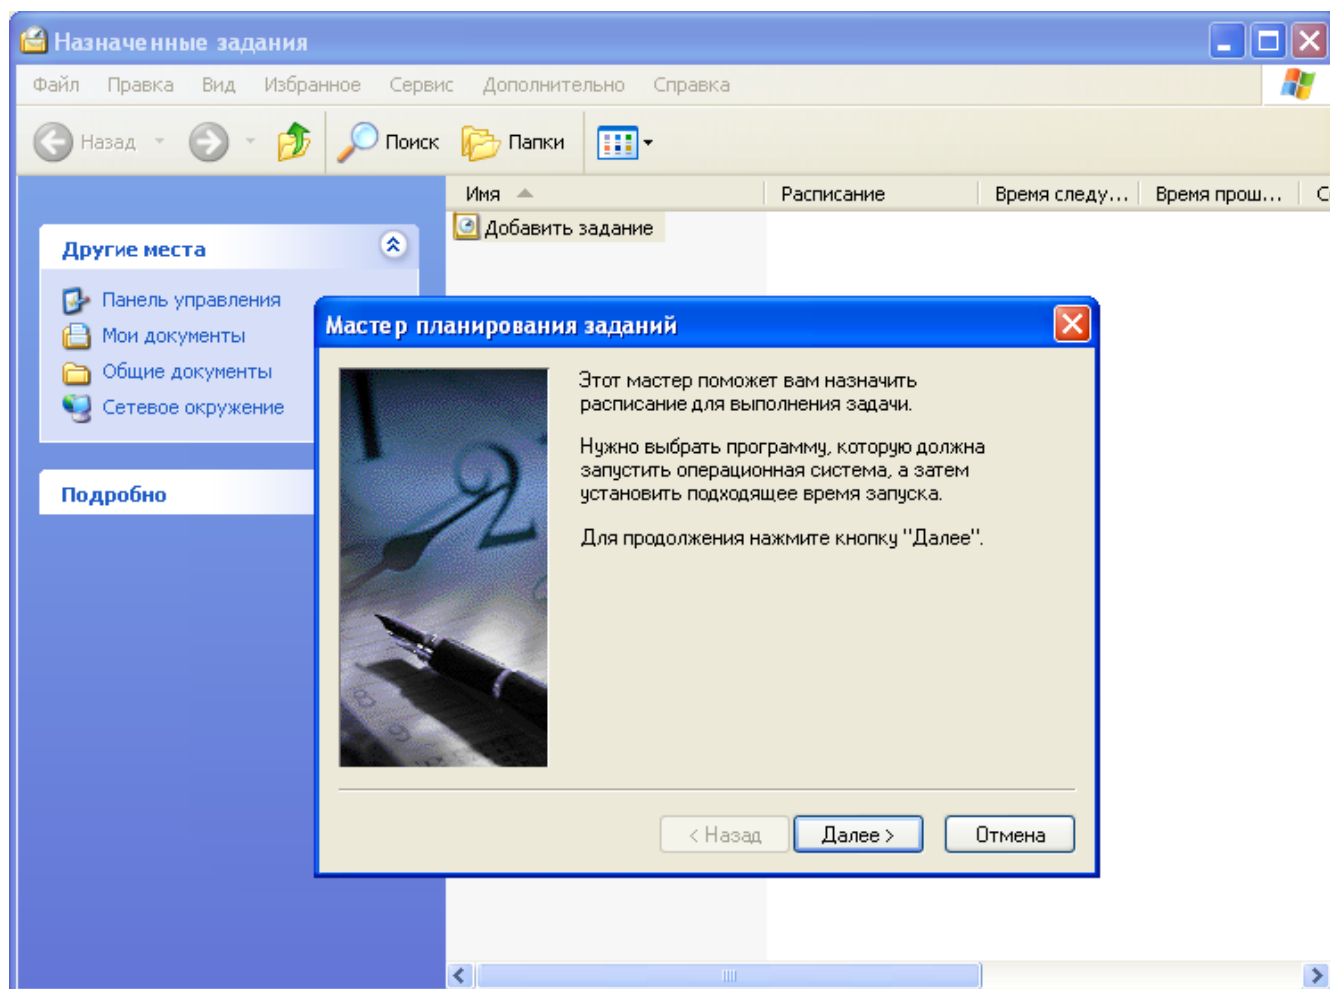 Назначенные задания
Файл Правка Вид Избранное Сервис Дополнительно Справка
Назад Поиск Папки
Имя Расписание Время следу... Время прош... С
Добавить задание
Другие места
Панель управления
Мои документы
Общие документы
Сетевое окружение
Подробно
Мастер планирования заданий
Этот мастер поможет вам назначить
расписание для выполнения задачи.
Нужно выбрать программу, которую должна
запустить операционная система, а затем
установить подходящее время запуска.
Для продолжения нажмите кнопку "Далее".
< Назад Далее > Отмена